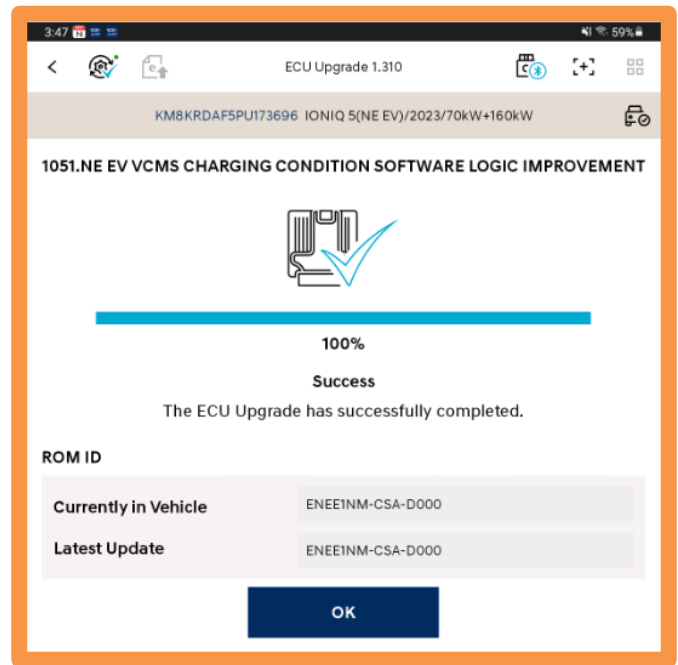 3:47 59%
ECU Upgrade 1.310
KM8KRDAF5PU173696 IONIQ 5(NE EV)/2023/70kW+160kW
1051.NE EV VCMS CHARGING CONDITION SOFTWARE LOGIC IMPROVEMENT
100%
Success
The ECU Upgrade has successfully completed.
ROM ID
Currently in Vehicle ENEE1NM-CSA-D000
Latest Update ENEE1NM-CSA-D000
OK